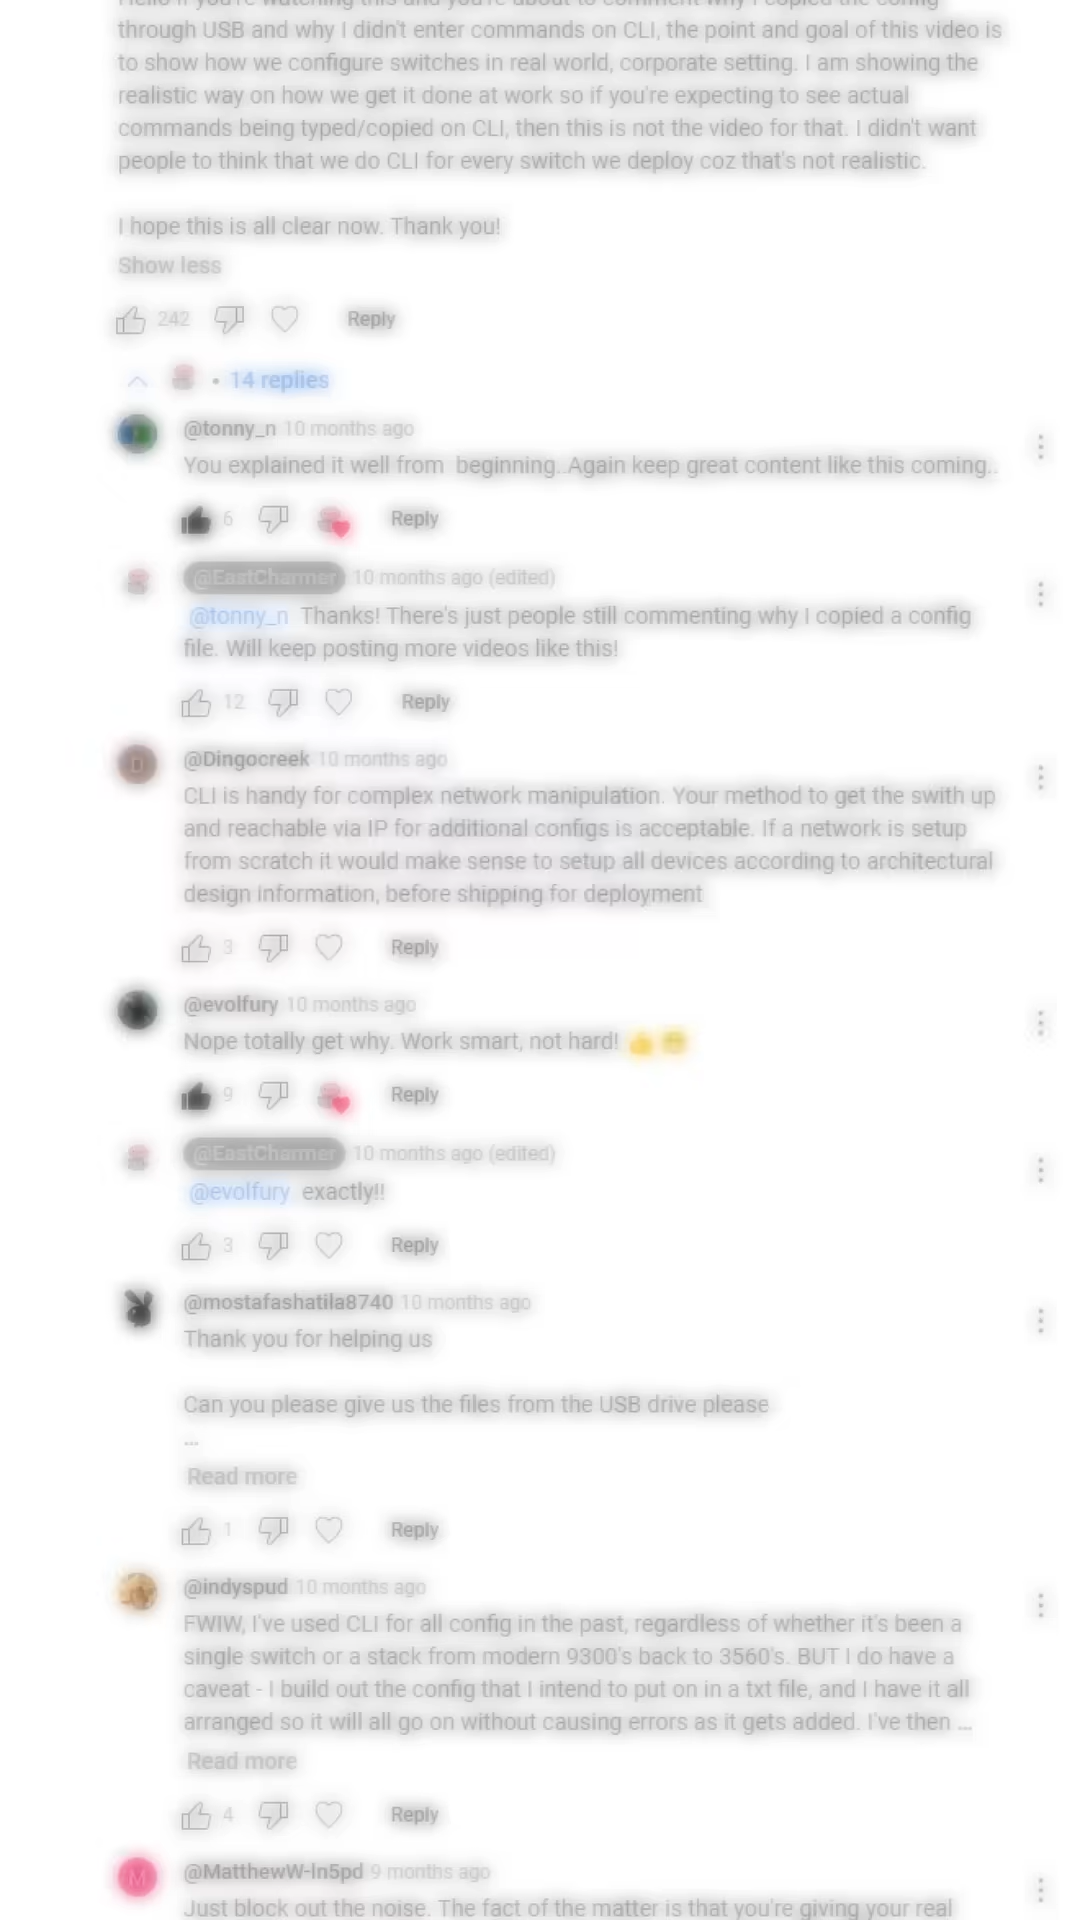 Hello if you're watching this and you're about to comment why I copied the config
through USB and why I didn't enter commands on CLI, the point and goal of this video is
to show how we configure switches in real world, corporate setting. I am showing the
realistic way on how we get it done at work so if you're expecting to see actual
commands being typed/copied on CLI, then this is not the video for that. I didn't want
people to think that we do CLI for every switch we deploy coz that's not realistic.
I hope this is all clear now. Thank you!
Show less
242 Reply
• 14 replies
@tonny_n 10 months ago
You explained it well from beginning..Again keep great content like this coming..
6 Reply
@EastCharmer 10 months ago (edited)
@tonny_n Thanks! There's just people still commenting why I copied a config
file. Will keep posting more videos like this!
12 Reply
D
@Dingocreek 10 months ago
CLI is handy for complex network manipulation. Your method to get the swith up
and reachable via IP for additional configs is acceptable. If a network is setup
from scratch it would make sense to setup all devices according to architectural
design information, before shipping for deployment
3 Reply
@evolfury 10 months ago
Nope totally get why. Work smart, not hard!
9 Reply
@EastCharmer 10 months ago (edited)
@evolfury exactly!!
3 Reply
@mostafashatila8740 10 months ago
Thank you for helping us
Can you please give us the files from the USB drive please
...
Read more
1 Reply
@indyspud 10 months ago
FWIW, I've used CLI for all config in the past, regardless of whether it's been a
single switch or a stack from modern 9300's back to 3560's. BUT I do have a
caveat - I build out the config that I intend to put on in a txt file, and I have it all
arranged so it will all go on without causing errors as it gets added. I've then ...
Read more
4 Reply
M
@MatthewW-ln5pd 9 months ago
Just block out the noise. The fact of the matter is that you're giving your real